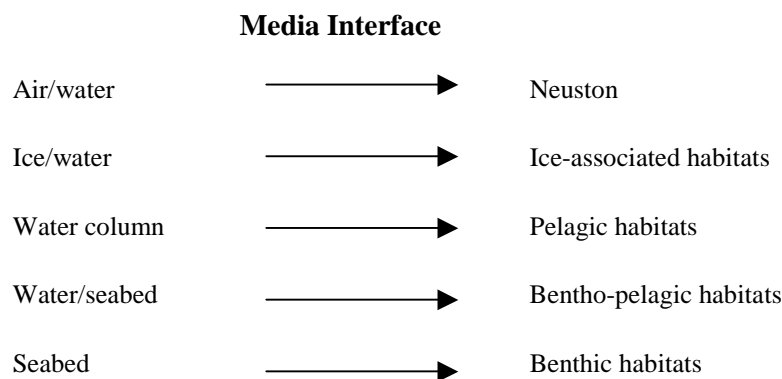 Media Interface
Air/water Neuston
Ice/water Ice-associated habitats
Water column Pelagic habitats
Water/seabed Bentho-pelagic habitats
Seabed Benthic habitats